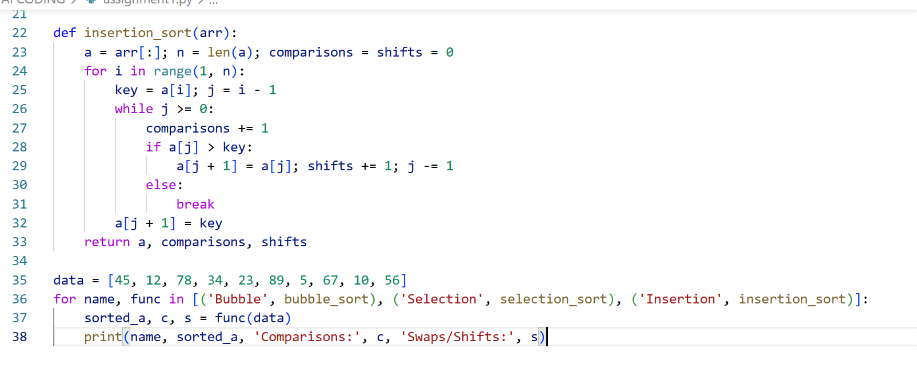 AI CODING > assignment1.py > ...
21
22 def insertion_sort(arr):
23     a = arr[:]; n = len(a); comparisons = shifts = 0
24     for i in range(1, n):
25         key = a[i]; j = i - 1
26         while j >= 0:
27             comparisons += 1
28             if a[j] > key:
29                 a[j + 1] = a[j]; shifts += 1; j -= 1
30             else:
31                 break
32         a[j + 1] = key
33     return a, comparisons, shifts
34
35 data = [45, 12, 78, 34, 23, 89, 5, 67, 10, 56]
36 for name, func in [('Bubble', bubble_sort), ('Selection', selection_sort), ('Insertion', insertion_sort)]:
37     sorted_a, c, s = func(data)
38     print(name, sorted_a, 'Comparisons:', c, 'Swaps/Shifts:', s)